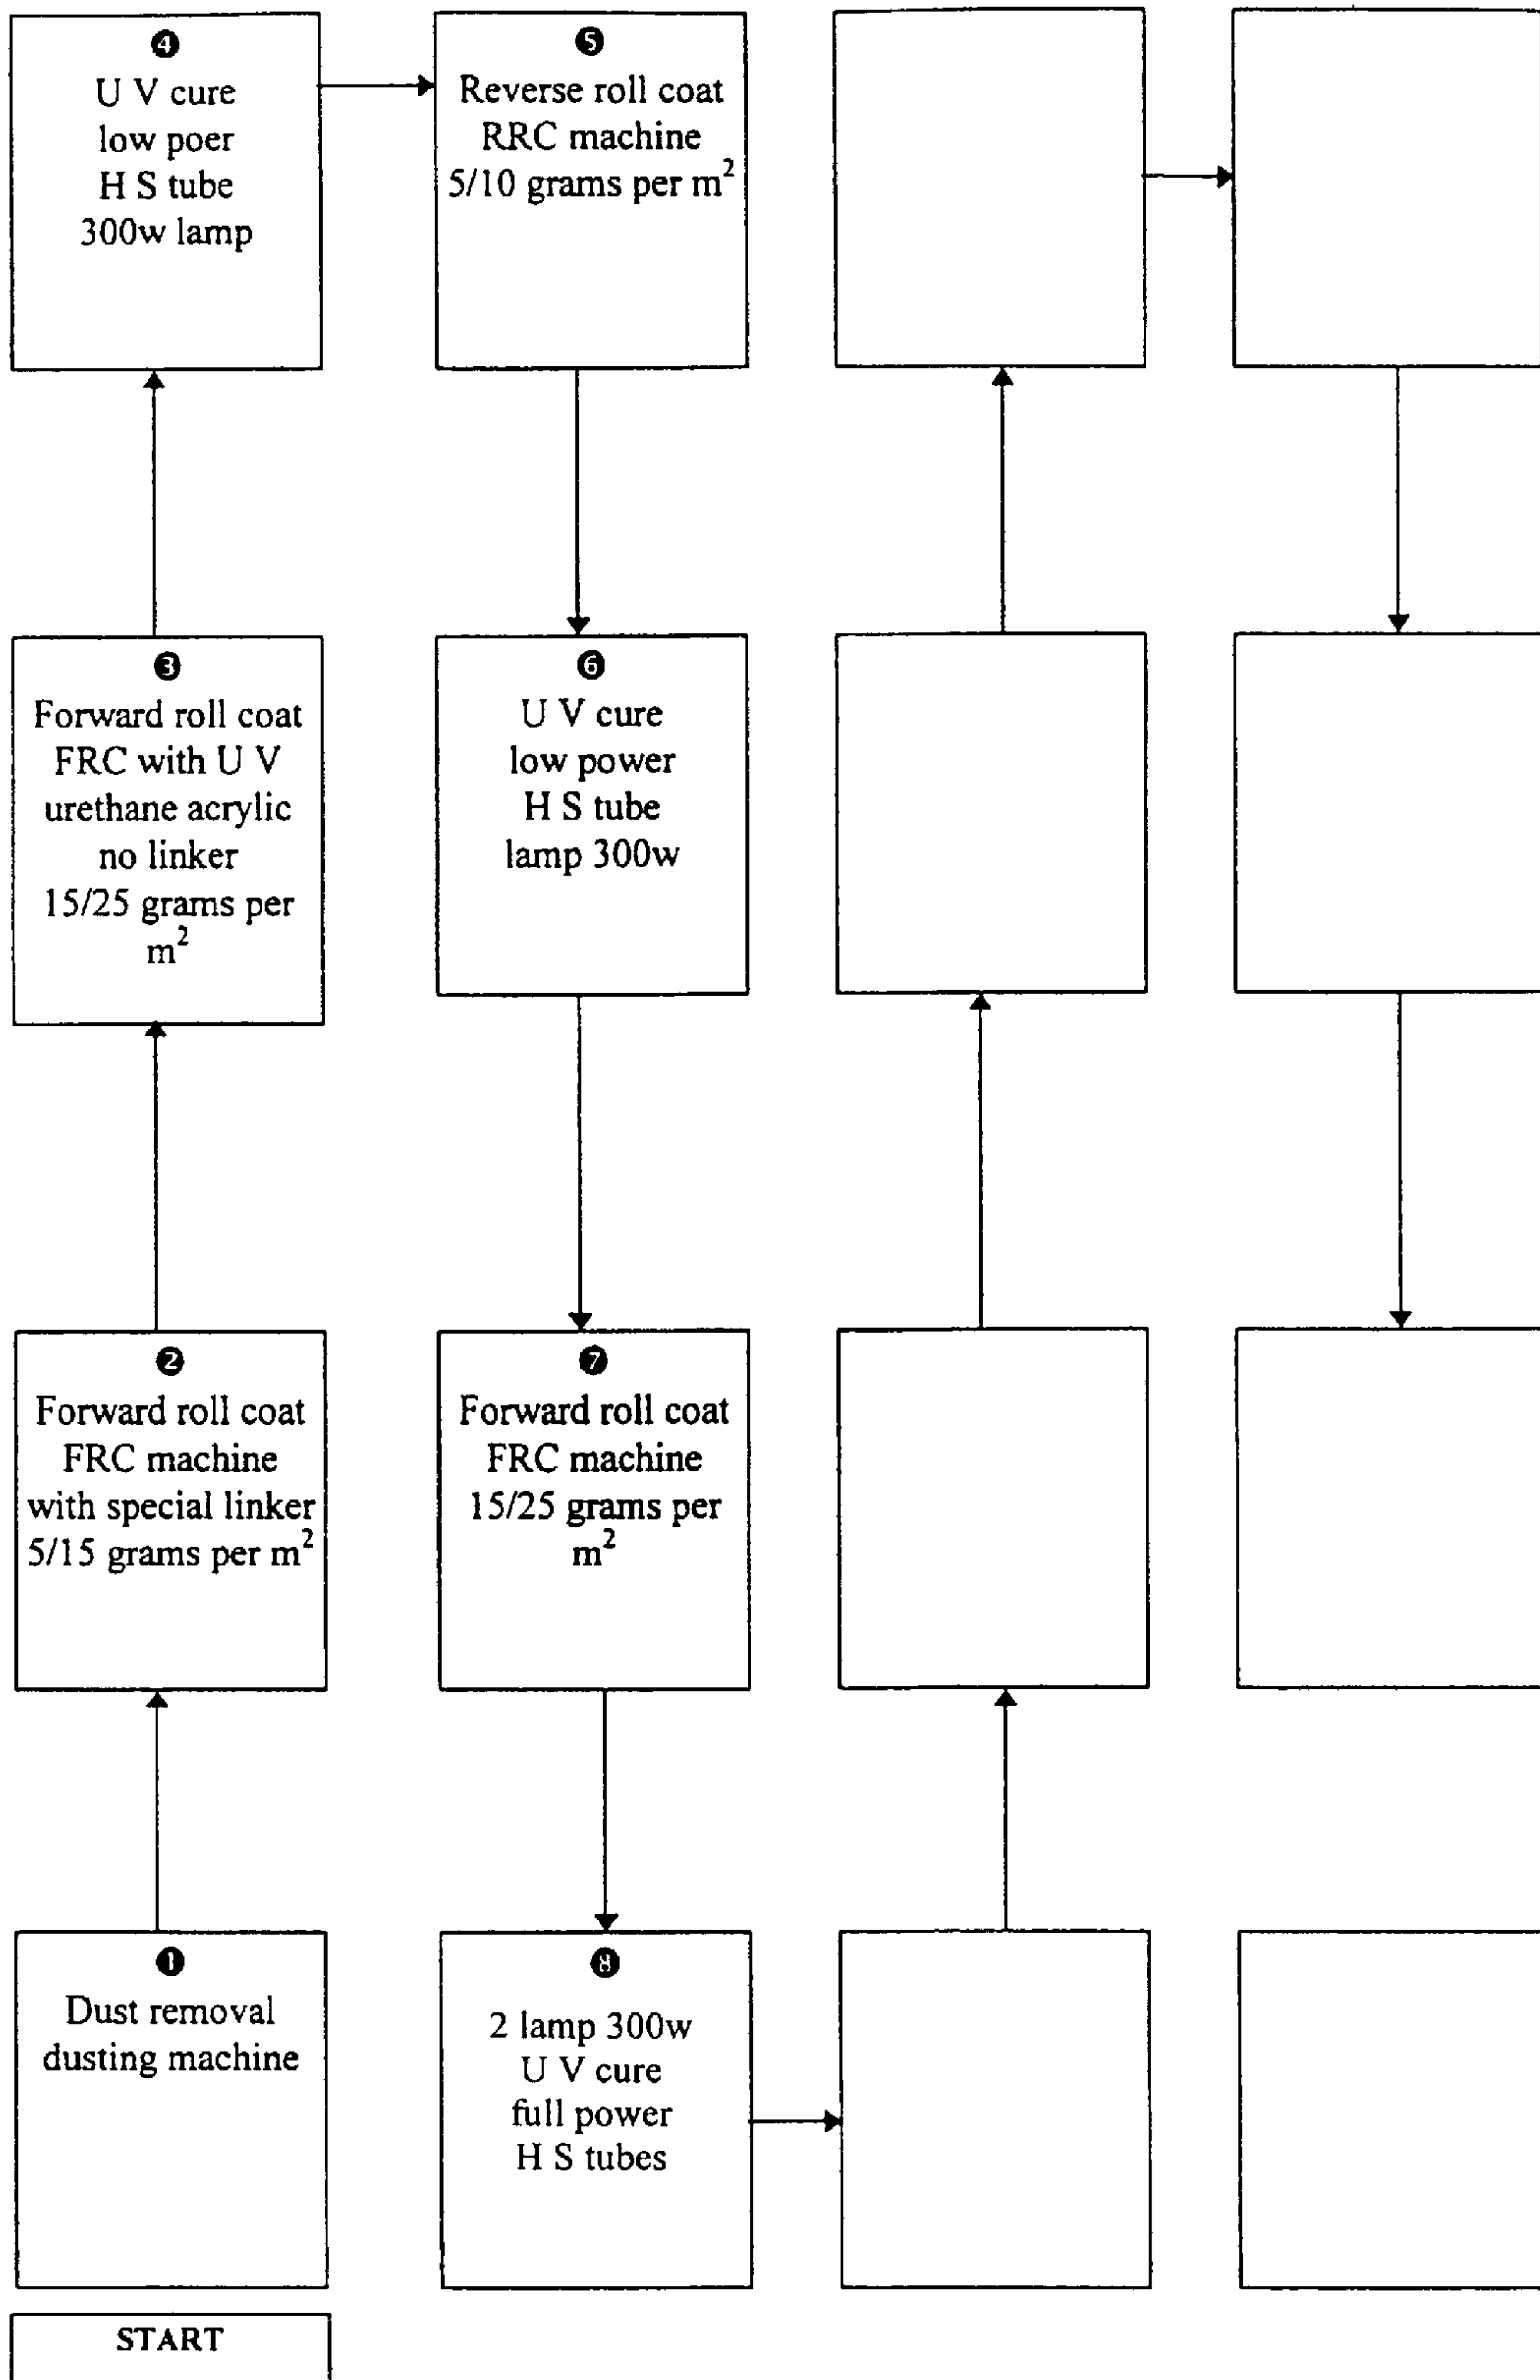 ❹
U V cure
low poer
H S tube
300w lamp
❺
Reverse roll coat
RRC machine
5/10 grams per m²
❸
Forward roll coat
FRC with U V
urethane acrylic
no linker
15/25 grams per
m²
❻
U V cure
low power
H S tube
lamp 300w
❷
Forward roll coat
FRC machine
with special linker
5/15 grams per m²
❼
Forward roll coat
FRC machine
15/25 grams per
m²
❶
Dust removal
dusting machine
❽
2 lamp 300w
U V cure
full power
H S tubes
START